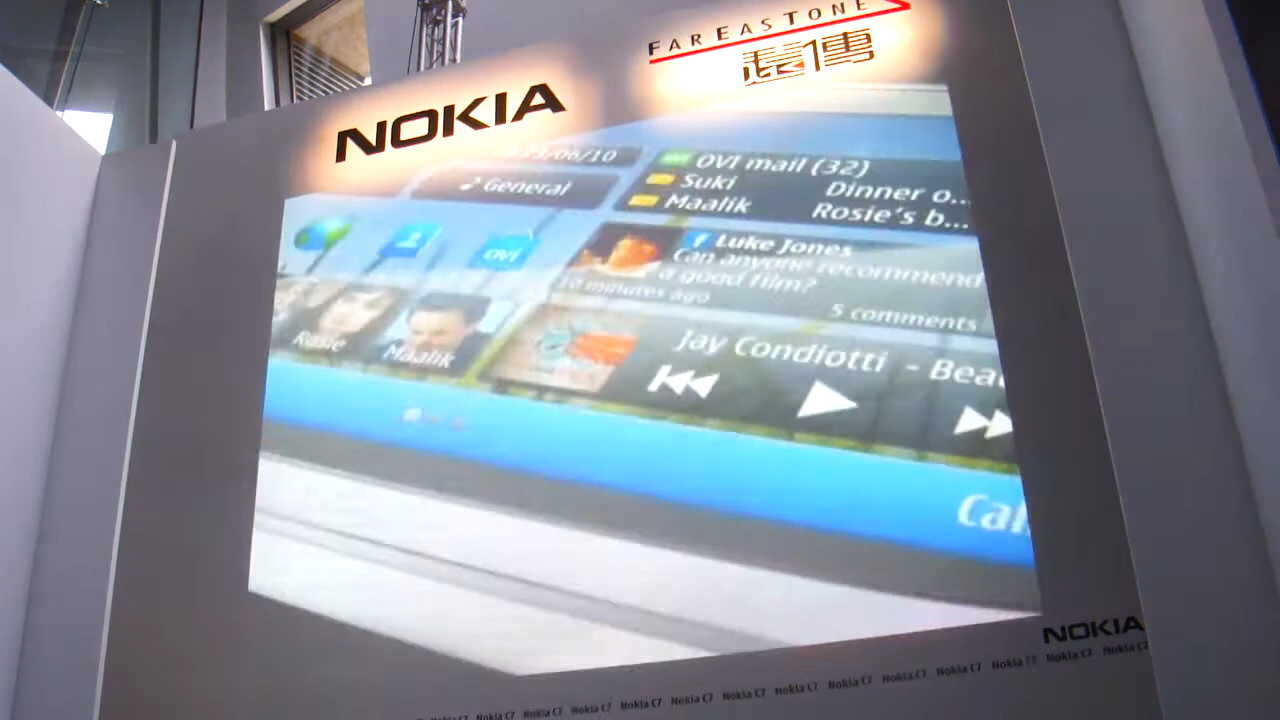 FAREASTONE
遠傳
NOKIA
/06/10
General
OVI mail (32)
Suki Dinner o...
Maalik Rosie's b...
OVI
f Luke Jones
Can anyone recommend
a good film?
10 minutes ago
5 comments
Rosie
Maalik
Jay Condiotti - Bea
Cal
NOKIA
Nokia C7 Nokia C7 Nokia C7 Nokia C7 Nokia C7 Nokia C7 Nokia C7 Nokia C7 Nokia C7 Nokia C7 Nokia C7 Nokia C7 Nokia C7